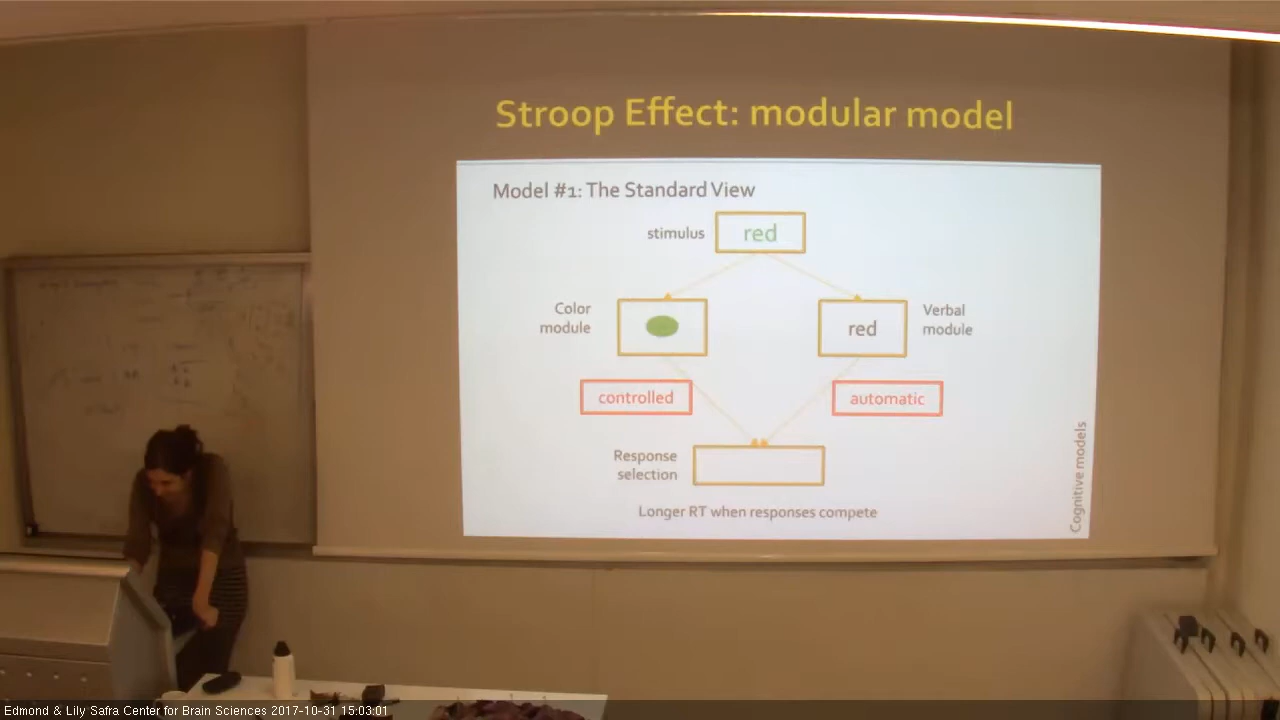 Stroop Effect: modular model
Model #1: The Standard View
stimulus
red
Color
module
red
Verbal
module
controlled
automatic
Response
selection
Longer RT when responses compete
Cognitive models
Edmond & Lily Safra Center for Brain Sciences 2017-10-31 15:03:01